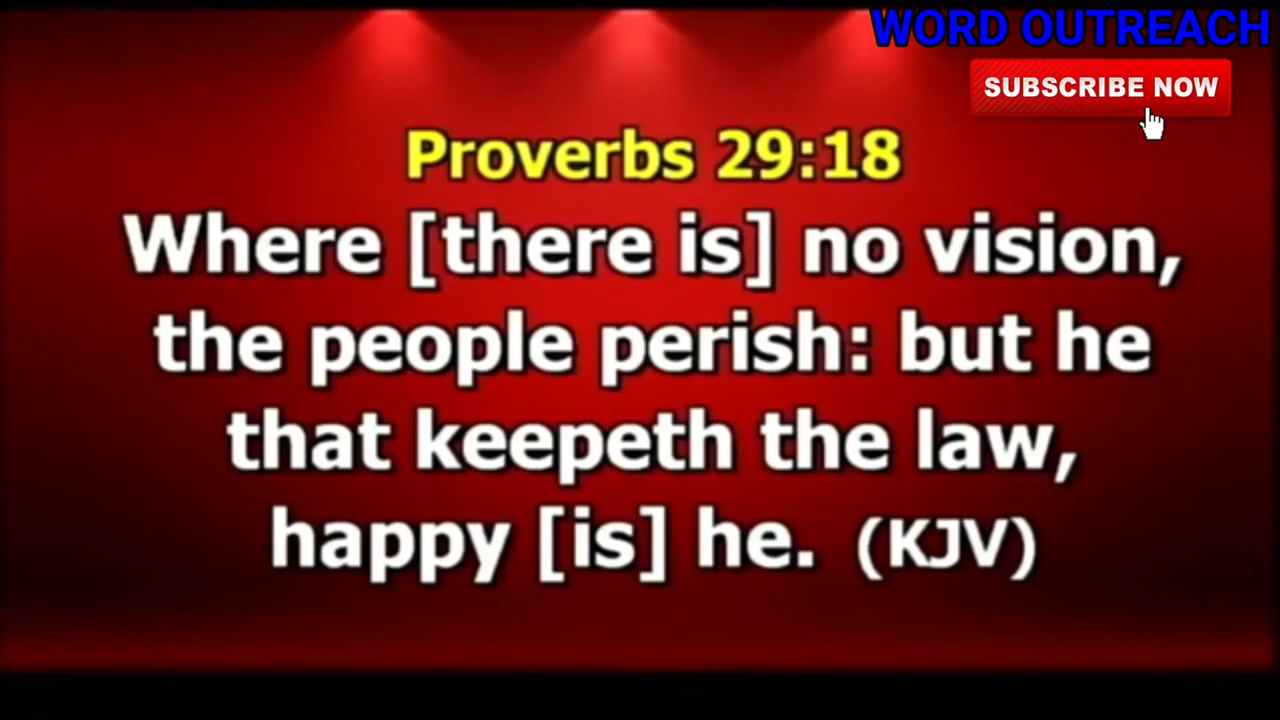 WORD OUTREACH
SUBSCRIBE NOW
Proverbs 29:18
Where [there is] no vision,
the people perish: but he
that keepeth the law,
happy [is] he. (KJV)